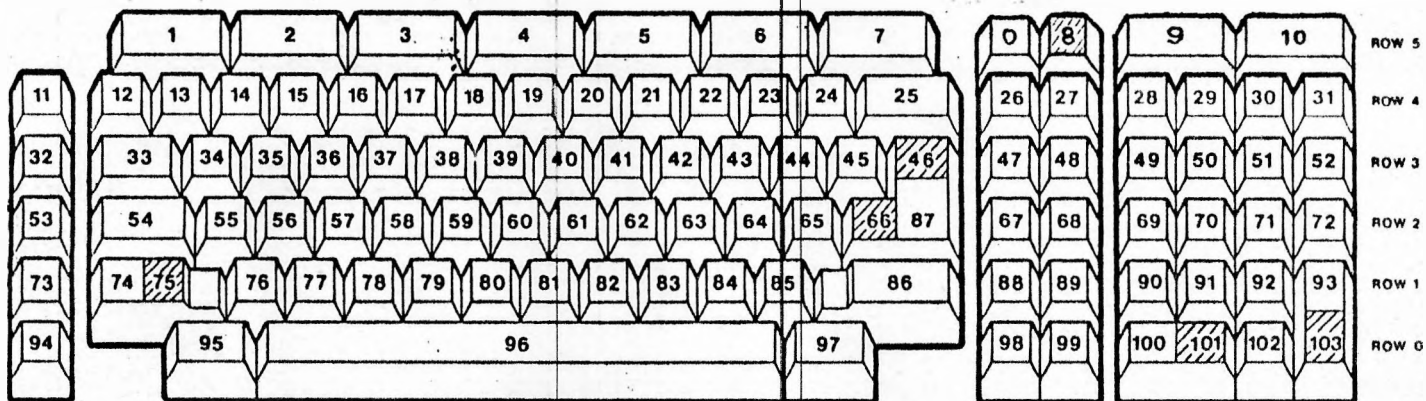 1 2 3 4 5 6 7 0 8 9 10 ROW 5
11 12 13 14 15 16 17 18 19 20 21 22 23 24 25 26 27 28 29 30 31 ROW 4
32 33 34 35 36 37 38 39 40 41 42 43 44 45 46 47 48 49 50 51 52 ROW 3
53 54 55 56 57 58 59 60 61 62 63 64 65 66 87 67 68 69 70 71 72 ROW 2
73 74 75 76 77 78 79 80 81 82 83 84 85 86 88 89 90 91 92 93 ROW 1
94 95 96 97 98 99 100 101 102 103 ROW 0